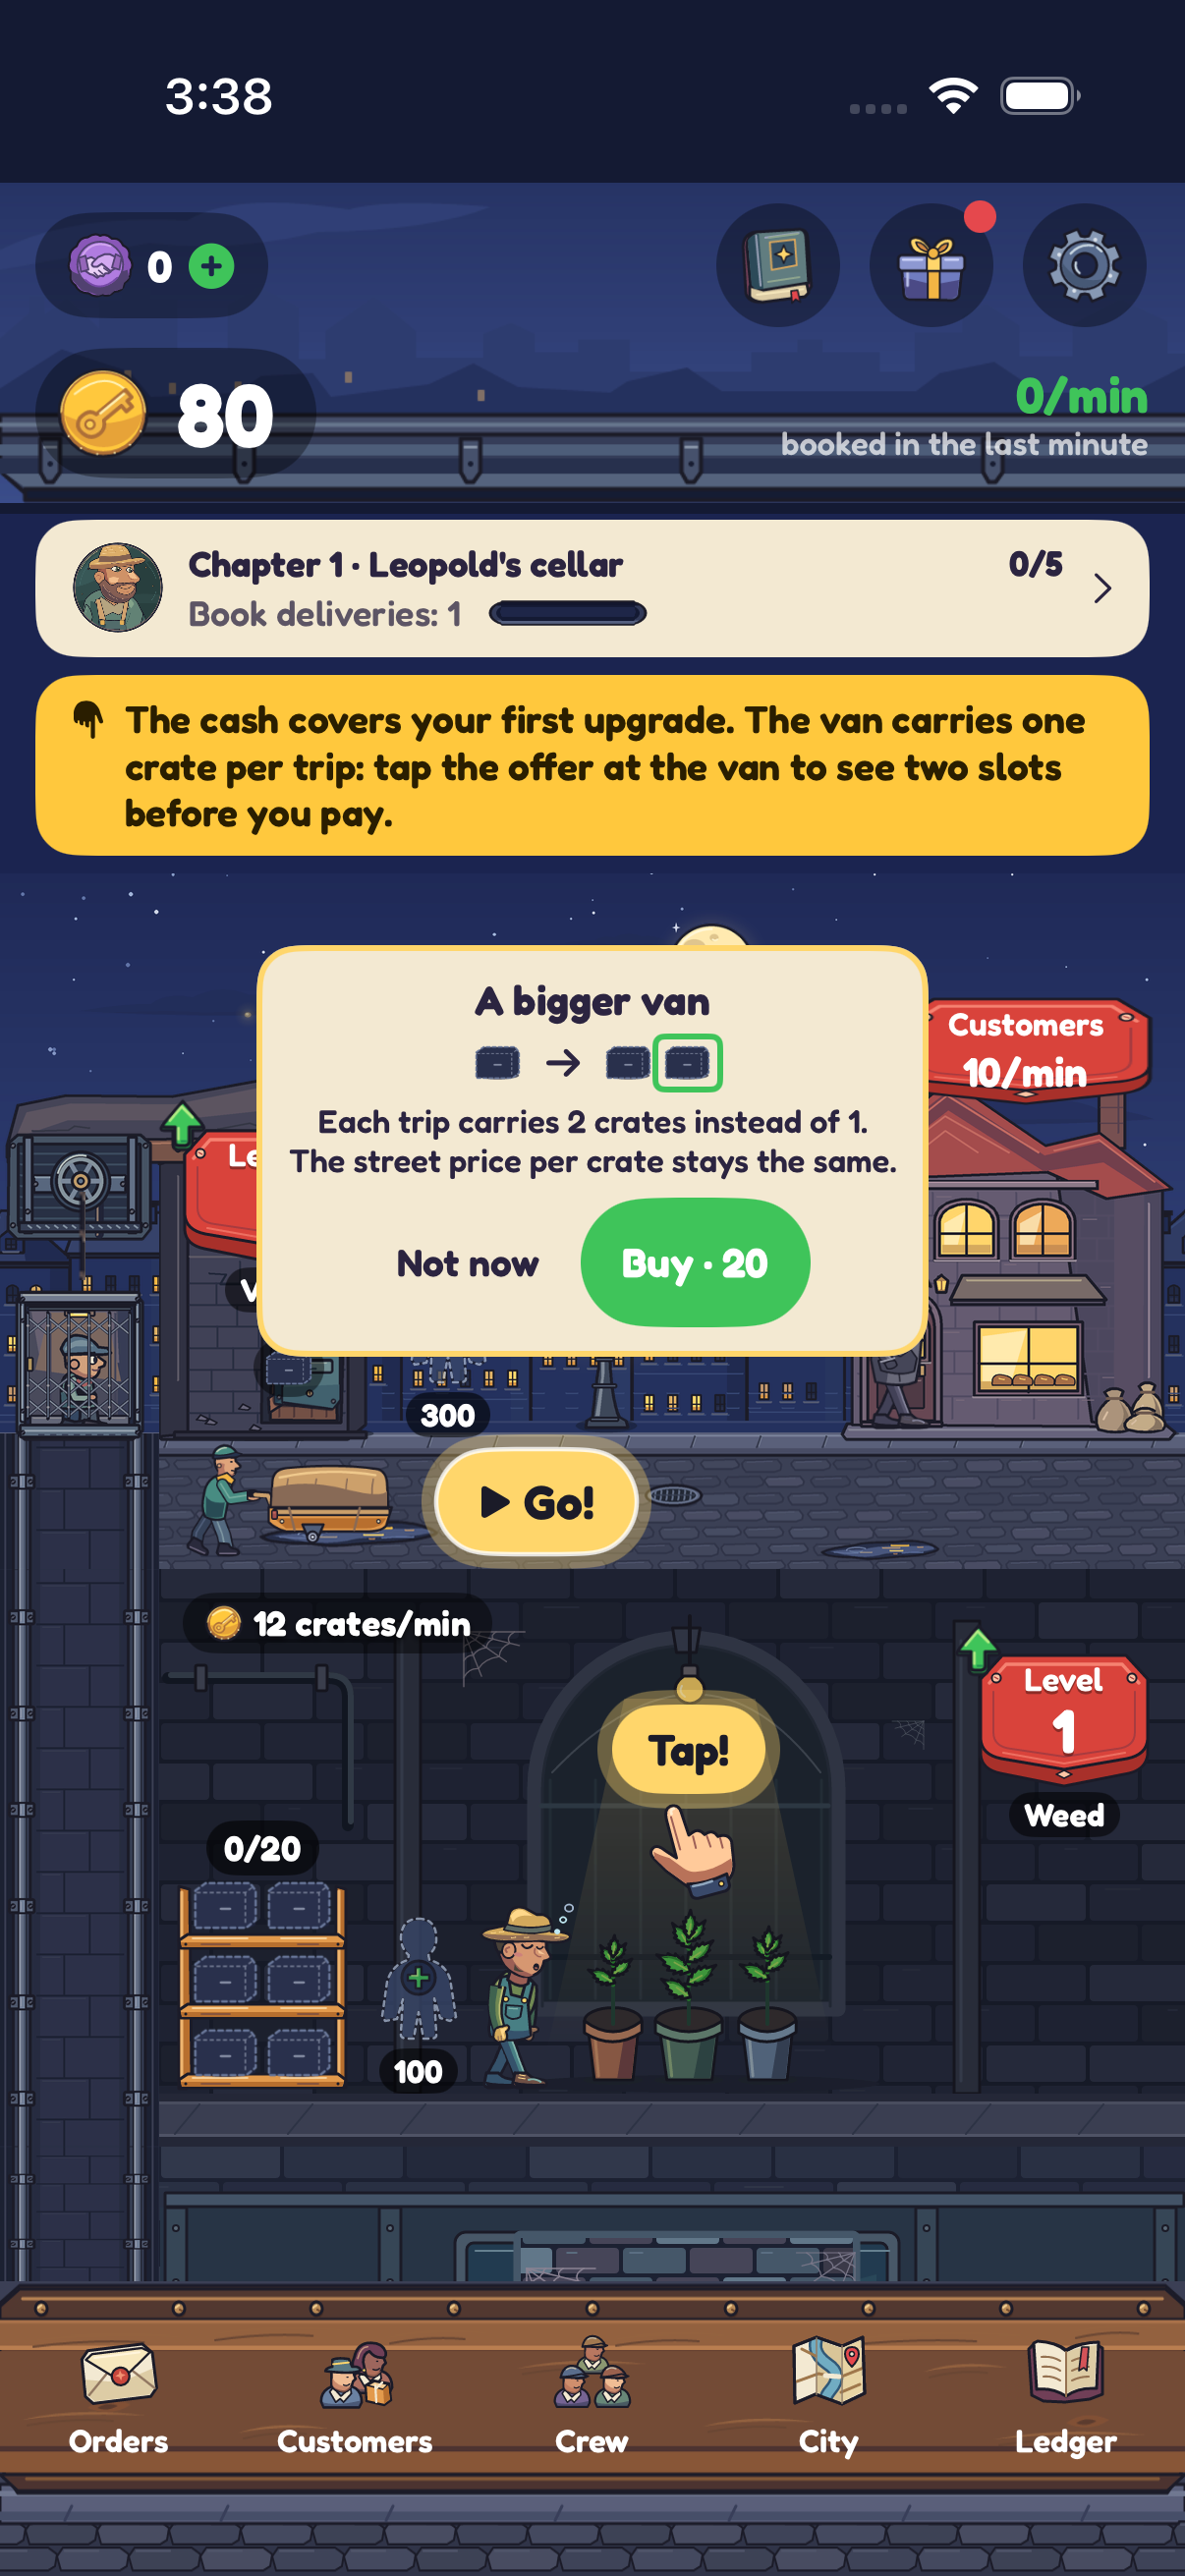 3:38
0
80
0/min
booked in the last minute
Chapter 1 · Leopold's cellar
0/5
Book deliveries: 1
The cash covers your first upgrade. The van carries one
crate per trip: tap the offer at the van to see two slots
before you pay.
A bigger van
Each trip carries 2 crates instead of 1.
The street price per crate stays the same.
Not now
Buy · 20
Customers
10/min
Le
300
Go!
12 crates/min
Tap!
Level
1
Weed
0/20
100
Orders
Customers
Crew
City
Ledger